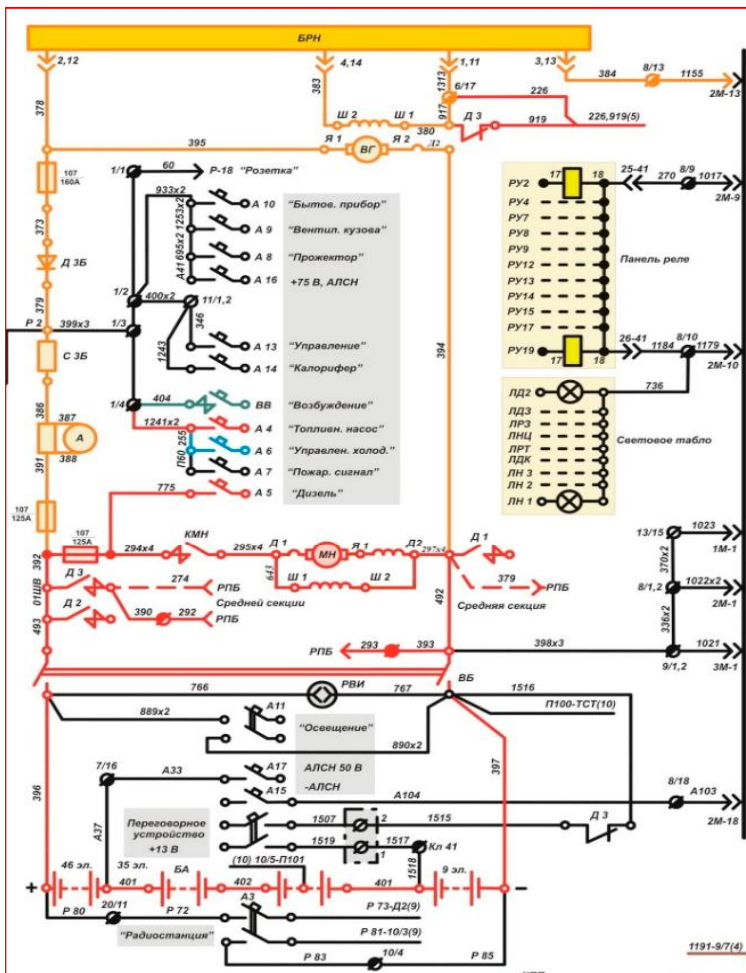 БРН
2,12
4,14
1,11
3,13
378
383
1313
6/17
917
384
8/13
1155
2М-13
226
Ш 2
Ш 1
380
Д 3
919
226,919(5)
395
Я 1
ВГ
Я 2
Д2
107
160А
1/1
60
Р-18 "Розетка"
933х2
А 10
"Бытов. прибор"
1253х2
А 9
"Вентил. кузова"
695х2
А 8
"Прожектор"
А41
А 16
+75 В, АЛСН
373
Д ЗБ
379
1/2
400х2
11/1,2
Р 2
399х3
1/3
346
1243
А 13
"Управление"
А 14
"Калорифер"
394
С ЗБ
386
387
А
388
391
1/4
404
ВВ
"Возбуждение"
1241х2
А 4
"Топливн. насос"
255
А 6
"Управлен. холод."
П60
А 7
"Пожар. сигнал"
775
А 5
"Дизель"
РУ2
17
18
25-41
270
8/9
1017
2М-9
РУ4
РУ7
РУ8
РУ9
РУ12
РУ13
РУ14
РУ15
РУ17
РУ19
17
18
Панель реле
26-41
1184
8/10
1179
2М-10
736
ЛД2
ЛДЗ
ЛРЗ
ЛНЦ
ЛРТ
ЛДК
ЛН 3
ЛН 2
ЛН 1
Световое табло
107
125А
107
125А
392
294х4
КМН
295х4
Д 1
МН
Я 1
Д2
297х4
Д 1
643
Ш 1
Ш 2
01ШВ
Д 3
274
РПБ
Средней секции
Д 2
390
292
РПБ
493
492
379
РПБ
Средняя секция
РПБ
293
393
398х3
13/15
1023
1М-1
370х2
8/1,2
1022х2
2М-1
336х2
1021
9/1,2
3М-1
766
РВИ
767
ВБ
1516
889х2
А11
"Освещение"
890х2
П100-ТСТ(10)
396
397
7/16
А33
А17
АЛСН 50 В
-АЛСН
А15
А104
8/18
А103
2М-18
А37
Переговорное
устройство
+13 В
1507
2
1515
Д 3
1519
1
1517
Кл 41
1518
(10) 10/5-П101
+
46 эл.
35 эл.
БА
9 эл.
-
401
402
401
Р 80
20/11
Р 72
А3
Р 73-Д2(9)
"Радиостанция"
Р 81-10/3(9)
Р 83
10/4
Р 85
1191-9/7(4)